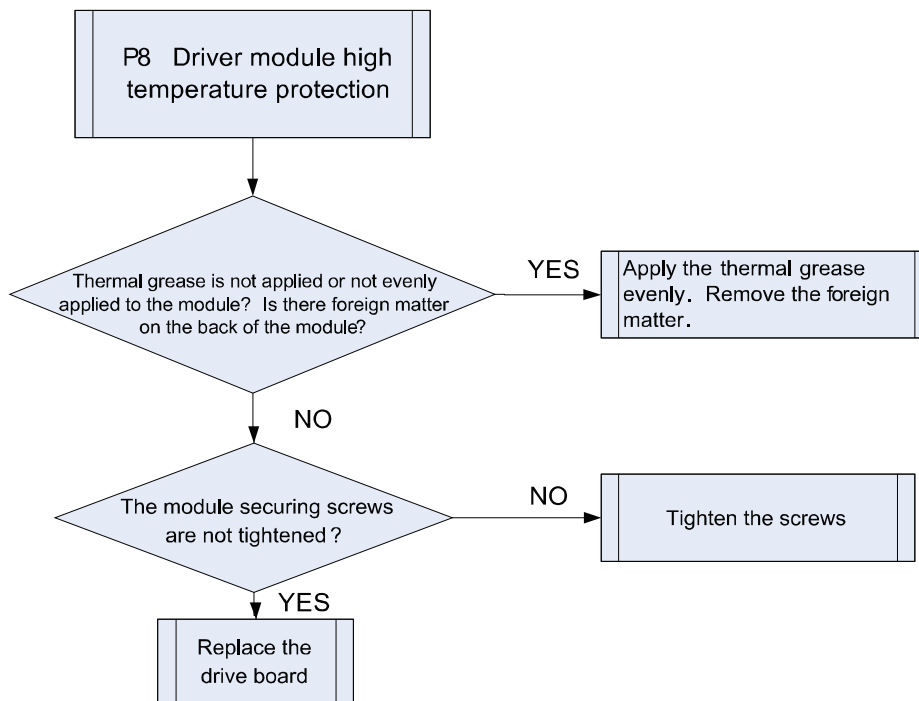 P8 Driver module high
temperature protection
Thermal grease is not applied or not evenly
applied to the module? Is there foreign matter
on the back of the module?
YES
Apply the thermal grease
evenly. Remove the foreign
matter.
NO
The module securing screws
are not tightened?
NO
Tighten the screws
YES
Replace the
drive board